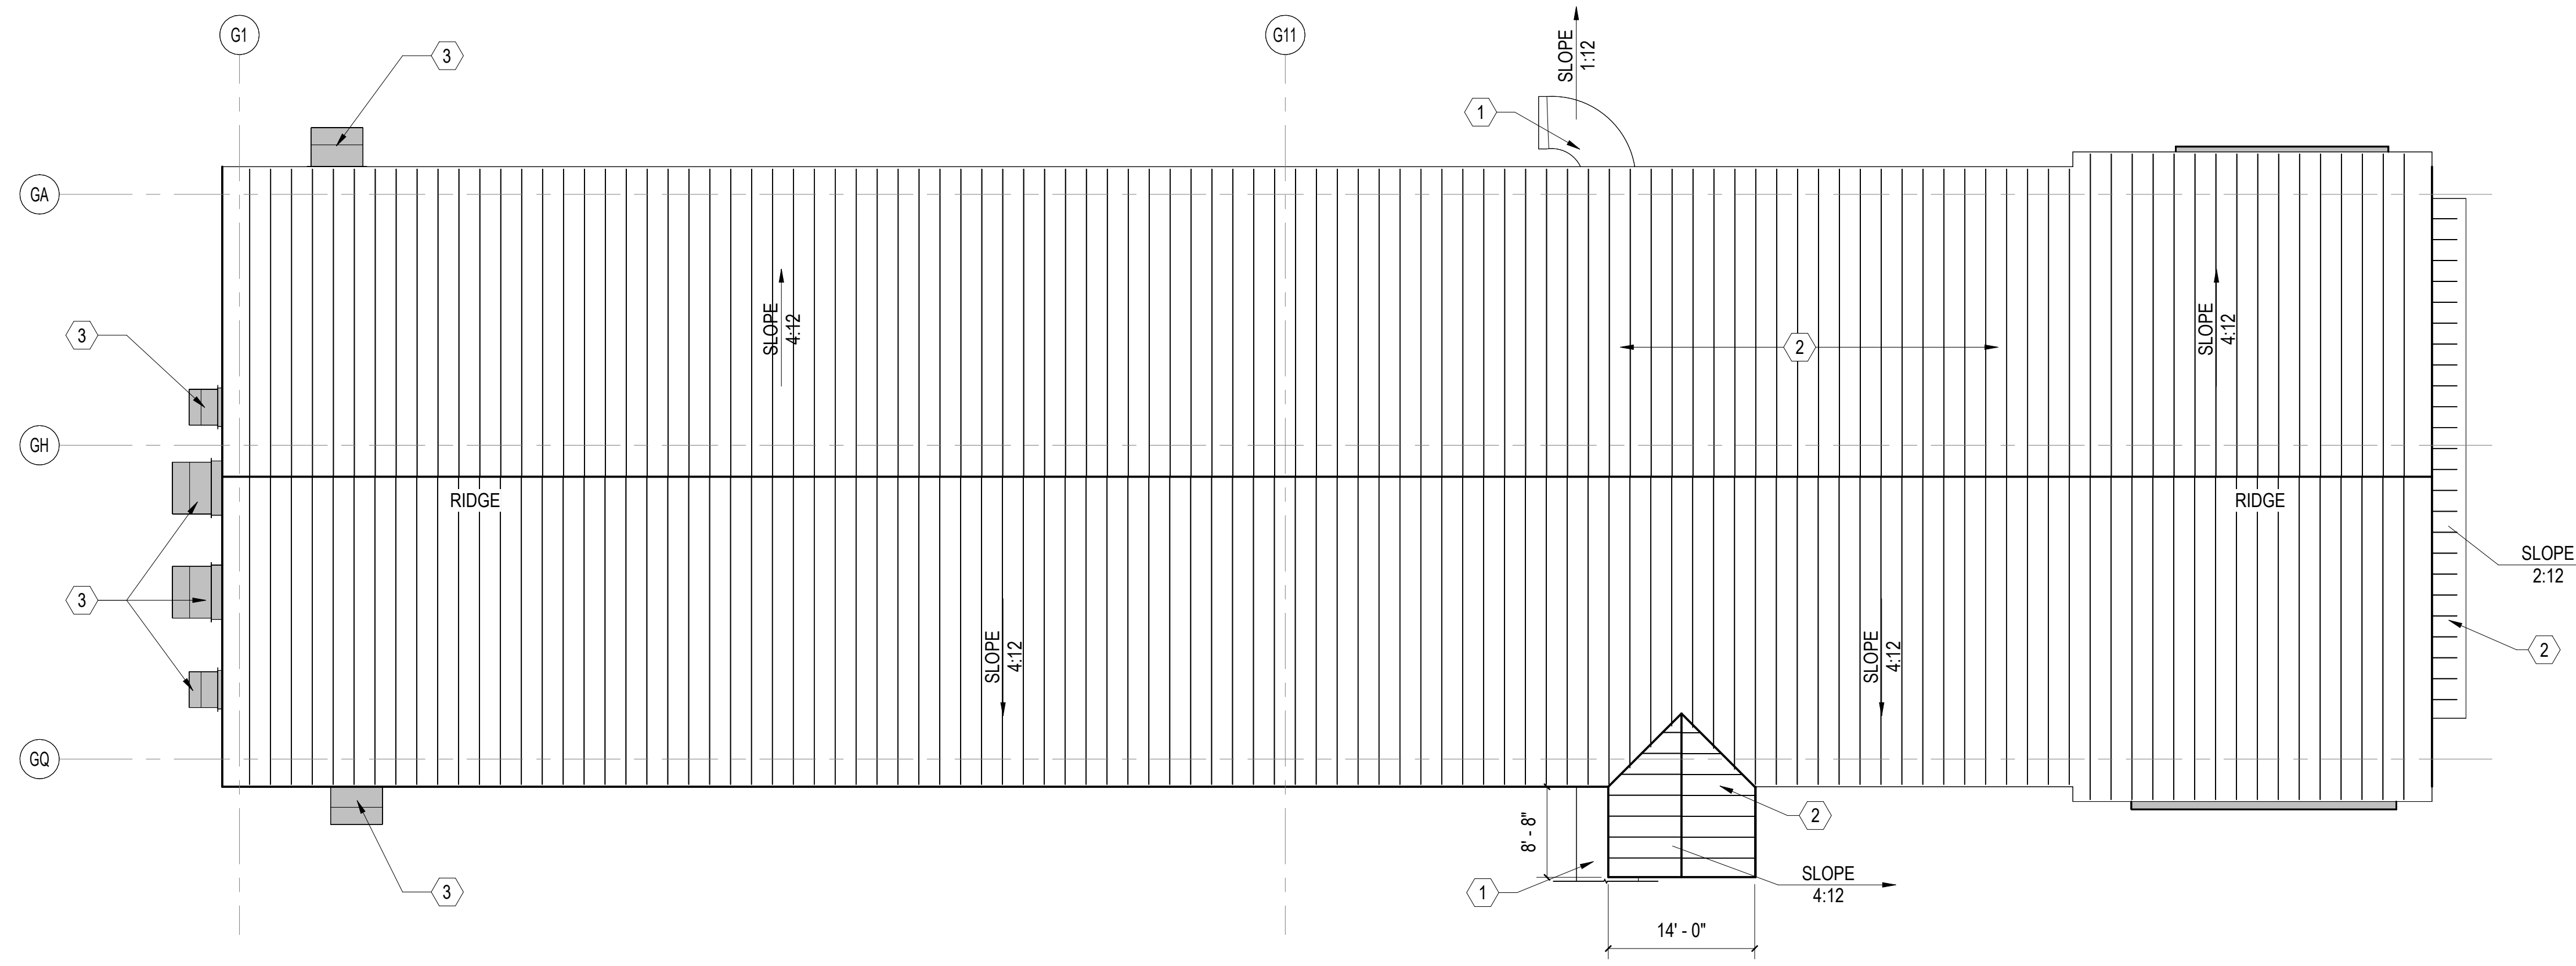 G1
G11
3
SLOPE
1:12
1
GA
SLOPE
4:12
SLOPE
4:12
3
2
GH
RIDGE
RIDGE
SLOPE
2:12
3
SLOPE
4:12
SLOPE
4:12
2
GQ
8' - 8"
2
3
1
SLOPE
4:12
14' - 0"